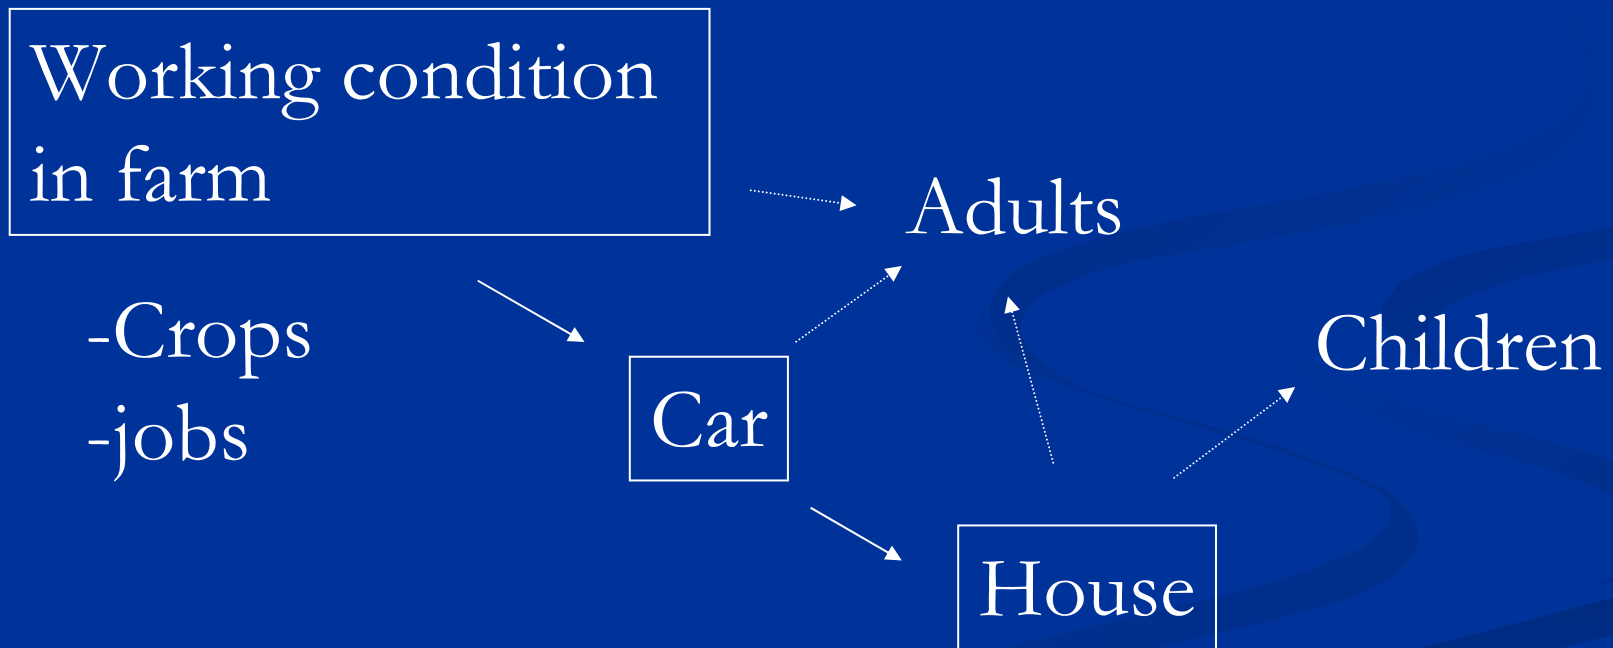 Working condition
in farm
Adults
-Crops
Children
-jobs
Car
House